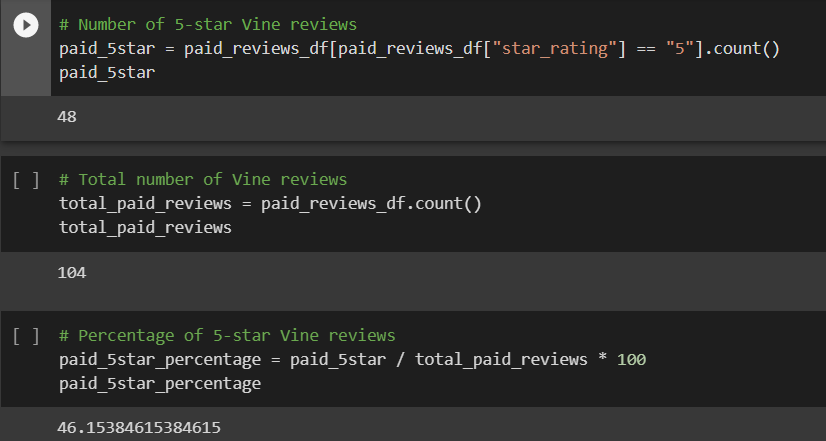 # Number of 5-star Vine reviews
paid_5star = paid_reviews_df[paid_reviews_df["star_rating"] == "5"].count()
paid_5star
48
[ ] # Total number of Vine reviews
total_paid_reviews = paid_reviews_df.count()
total_paid_reviews
104
[ ] # Percentage of 5-star Vine reviews
paid_5star_percentage = paid_5star / total_paid_reviews * 100
paid_5star_percentage
46.15384615384615